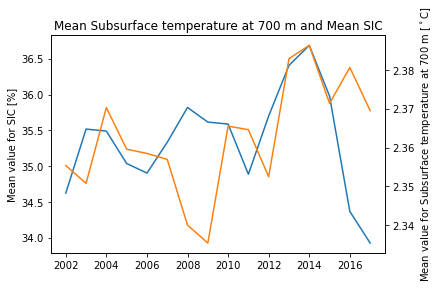 Mean Subsurface temperature at 700 m and Mean SIC
Mean value for SIC [%]
36.5
36.0
35.5
35.0
34.5
34.0
2002 2004 2006 2008 2010 2012 2014 2016
2.38
2.37
2.36
2.35
2.34
Mean value for Subsurface temperature at 700 m [°C]